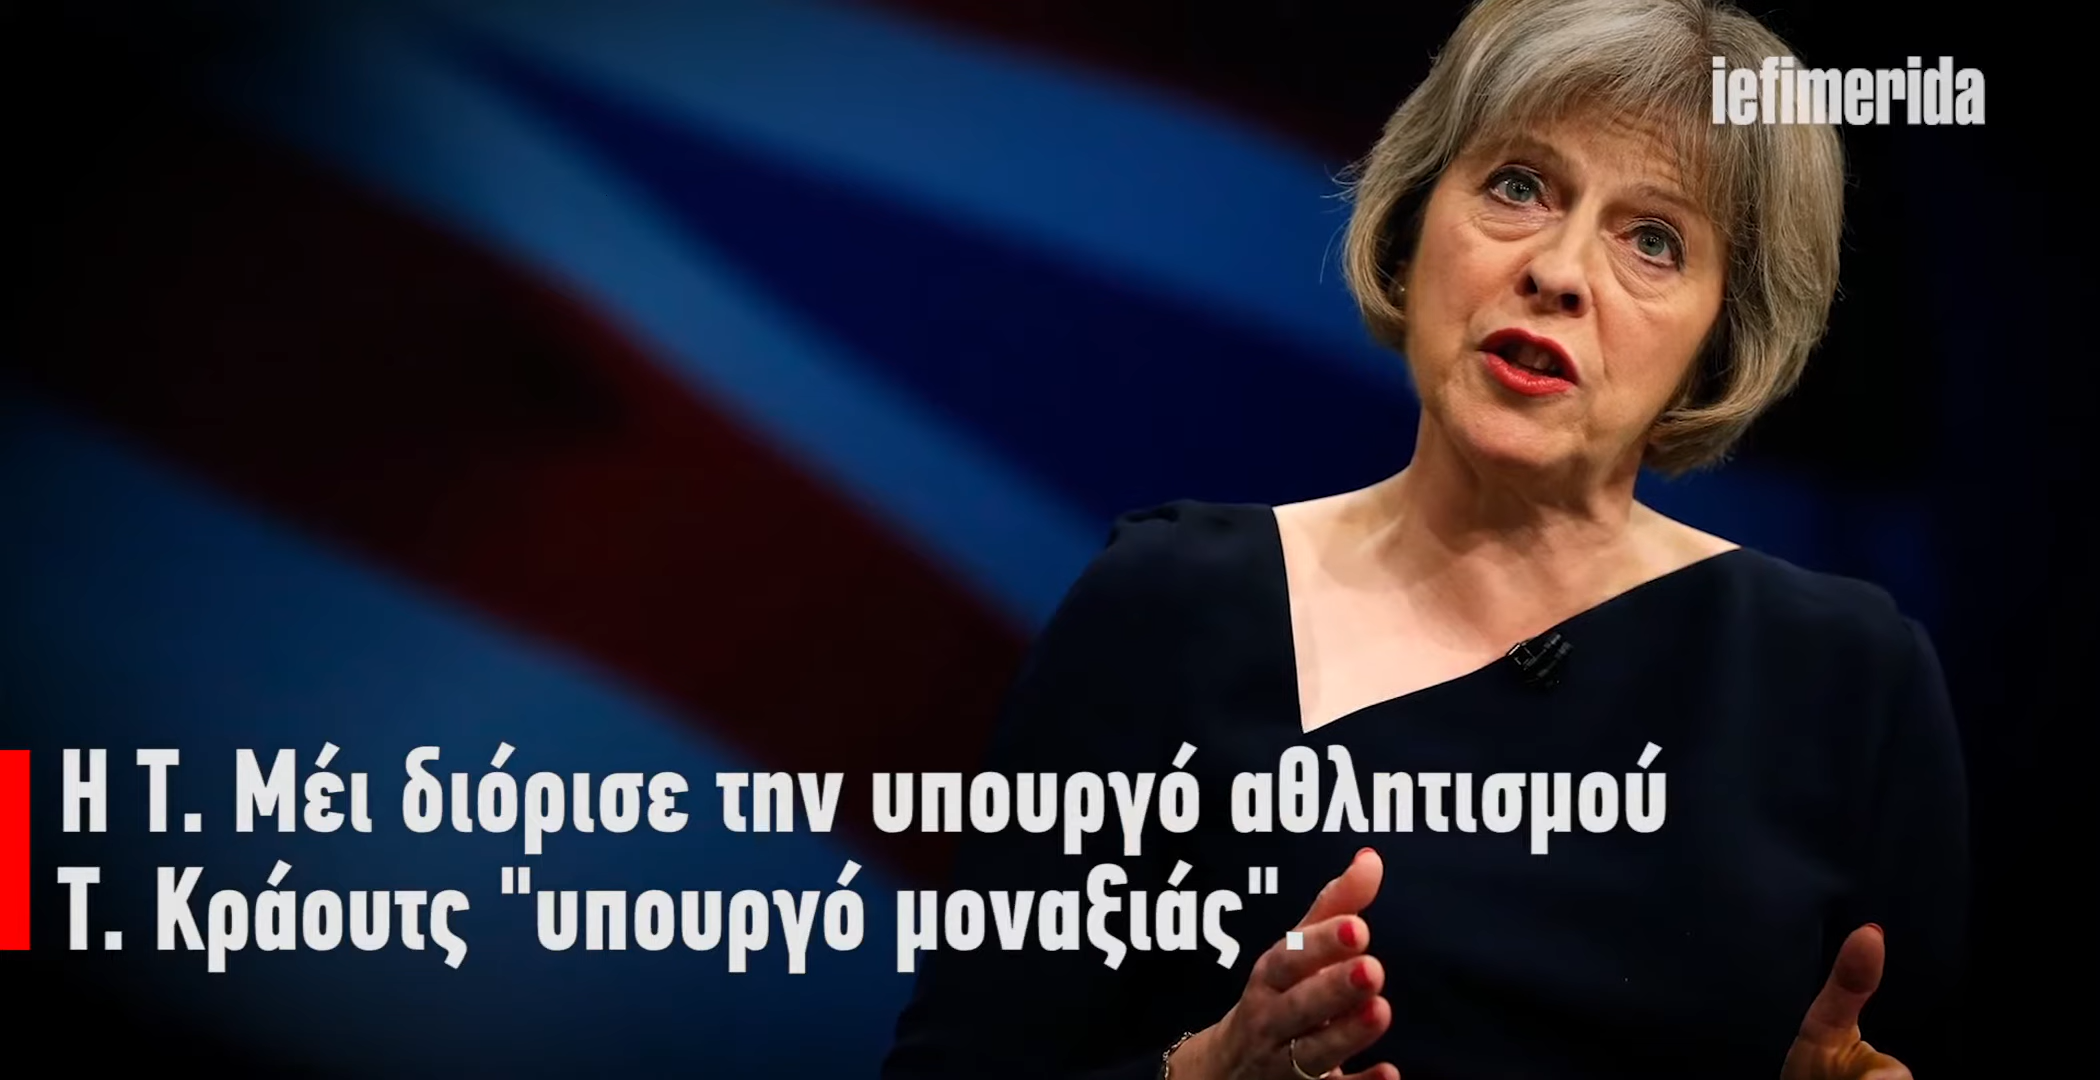 iefimerida
Η Τ. Μέι διόρισε την υπουργό αθλητισμού
Τ. Κράουτς "υπουργό μοναξιάς".